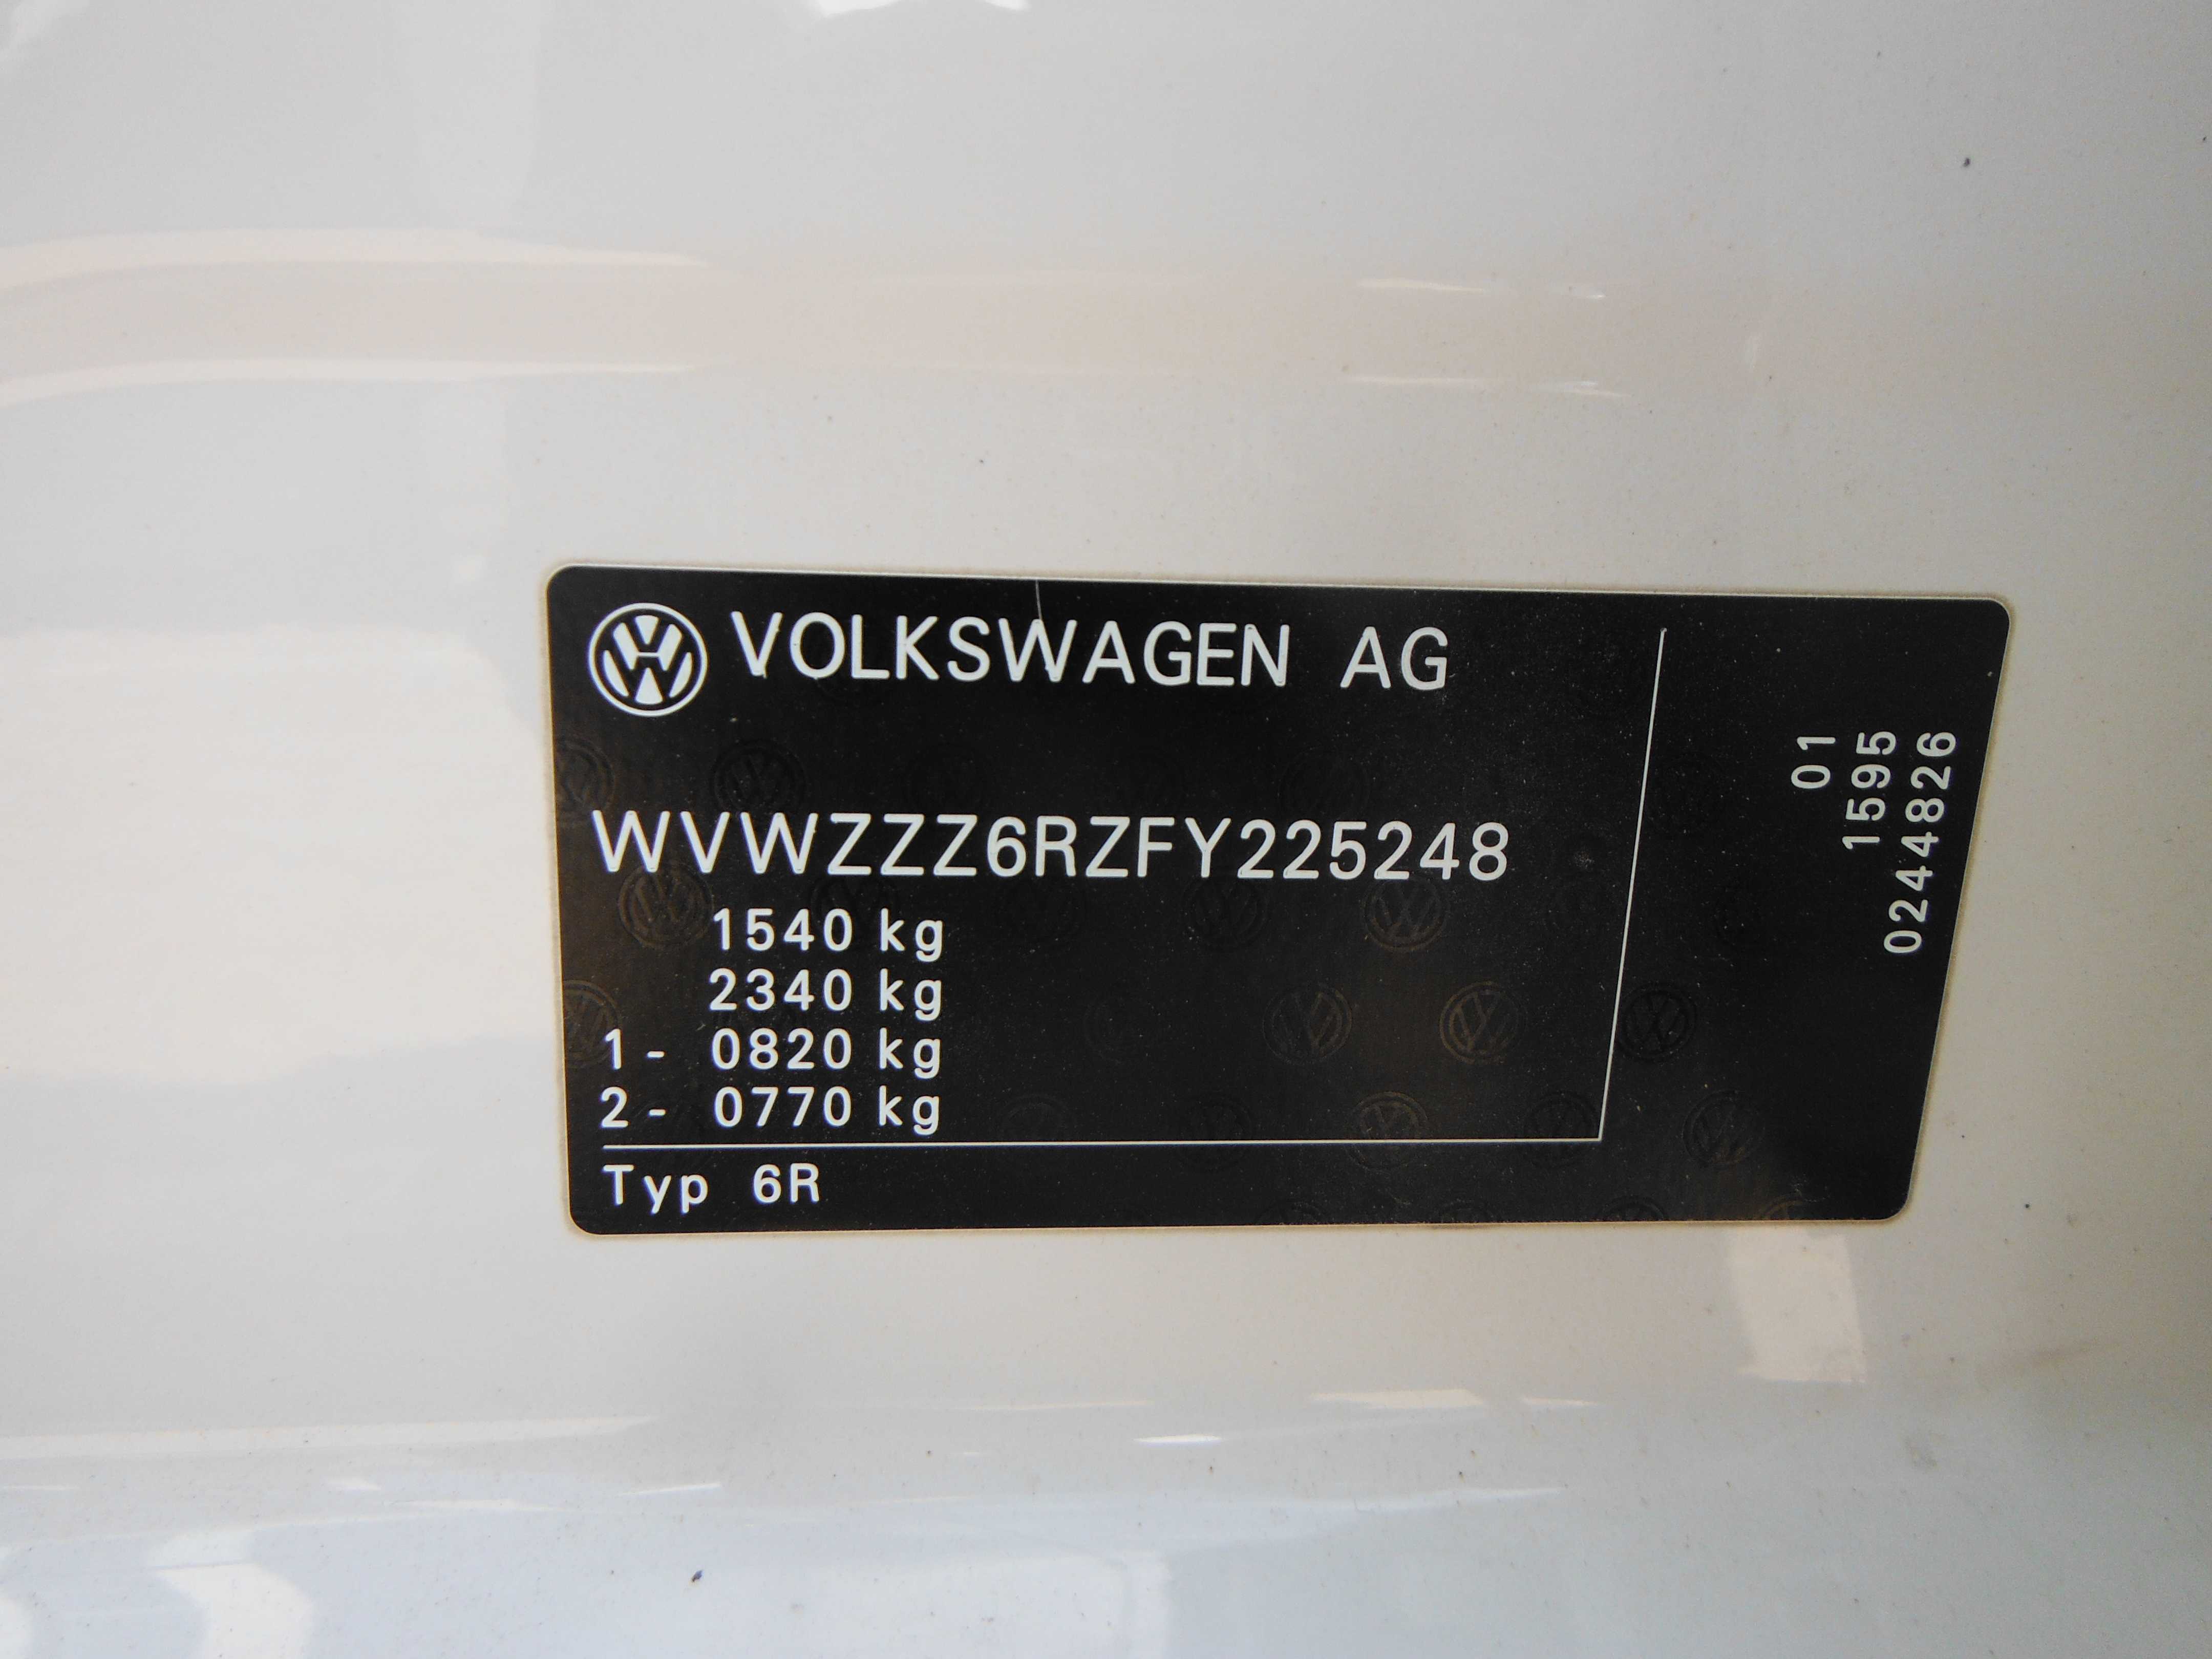 VOLKSWAGEN AG
WVWZZZ6RZFY225248
1540 kg
2340 kg
1- 0820 kg
2- 0770 kg
Typ 6R
01
1595
0244826